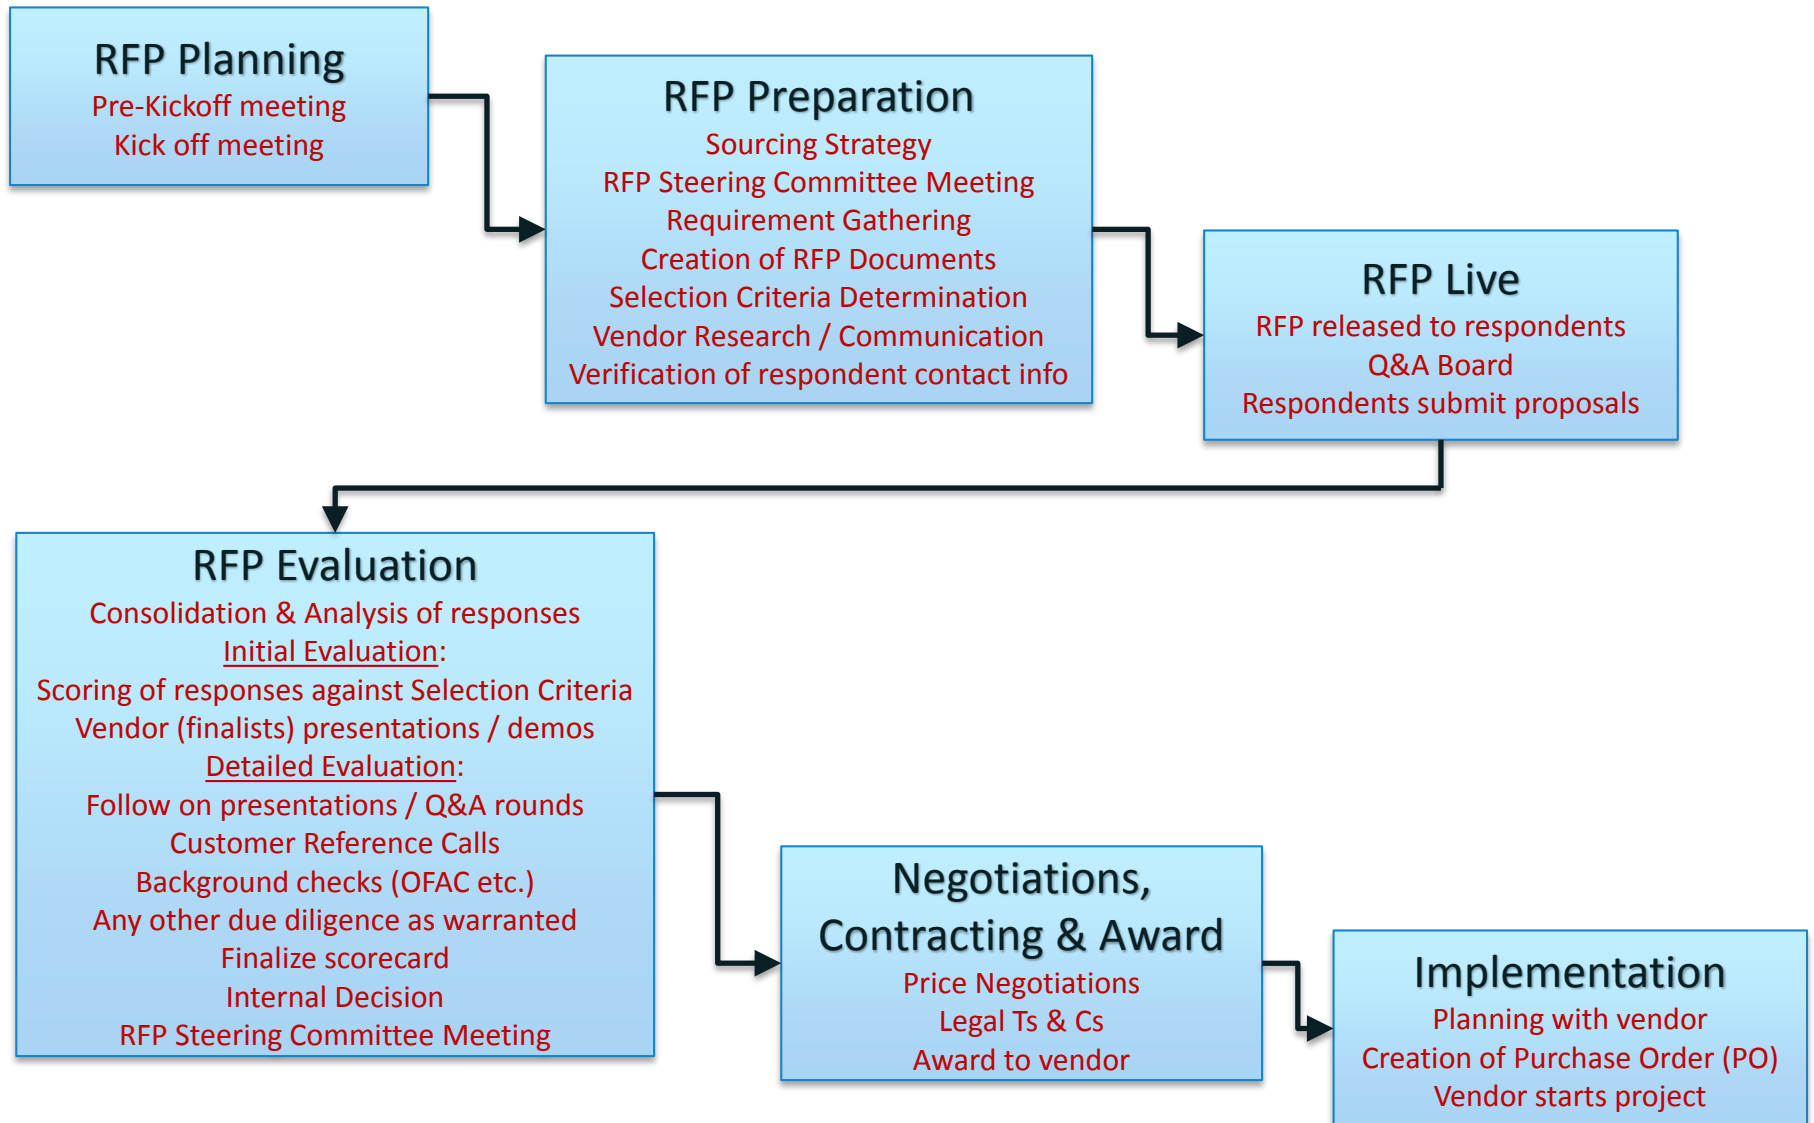 RFP Planning
Pre-Kickoff meeting
Kick off meeting
RFP Preparation
Sourcing Strategy
RFP Steering Committee Meeting
Requirement Gathering
Creation of RFP Documents
Selection Criteria Determination
Vendor Research / Communication
Verification of respondent contact info
RFP Live
RFP released to respondents
Q&A Board
Respondents submit proposals
RFP Evaluation
Consolidation & Analysis of responses
Initial Evaluation:
Scoring of responses against Selection Criteria
Vendor (finalists) presentations / demos
Detailed Evaluation:
Follow on presentations / Q&A rounds
Customer Reference Calls
Background checks (OFAC etc.)
Any other due diligence as warranted
Finalize scorecard
Internal Decision
RFP Steering Committee Meeting
Negotiations,
Contracting & Award
Price Negotiations
Legal Ts & Cs
Award to vendor
Implementation
Planning with vendor
Creation of Purchase Order (PO)
Vendor starts project